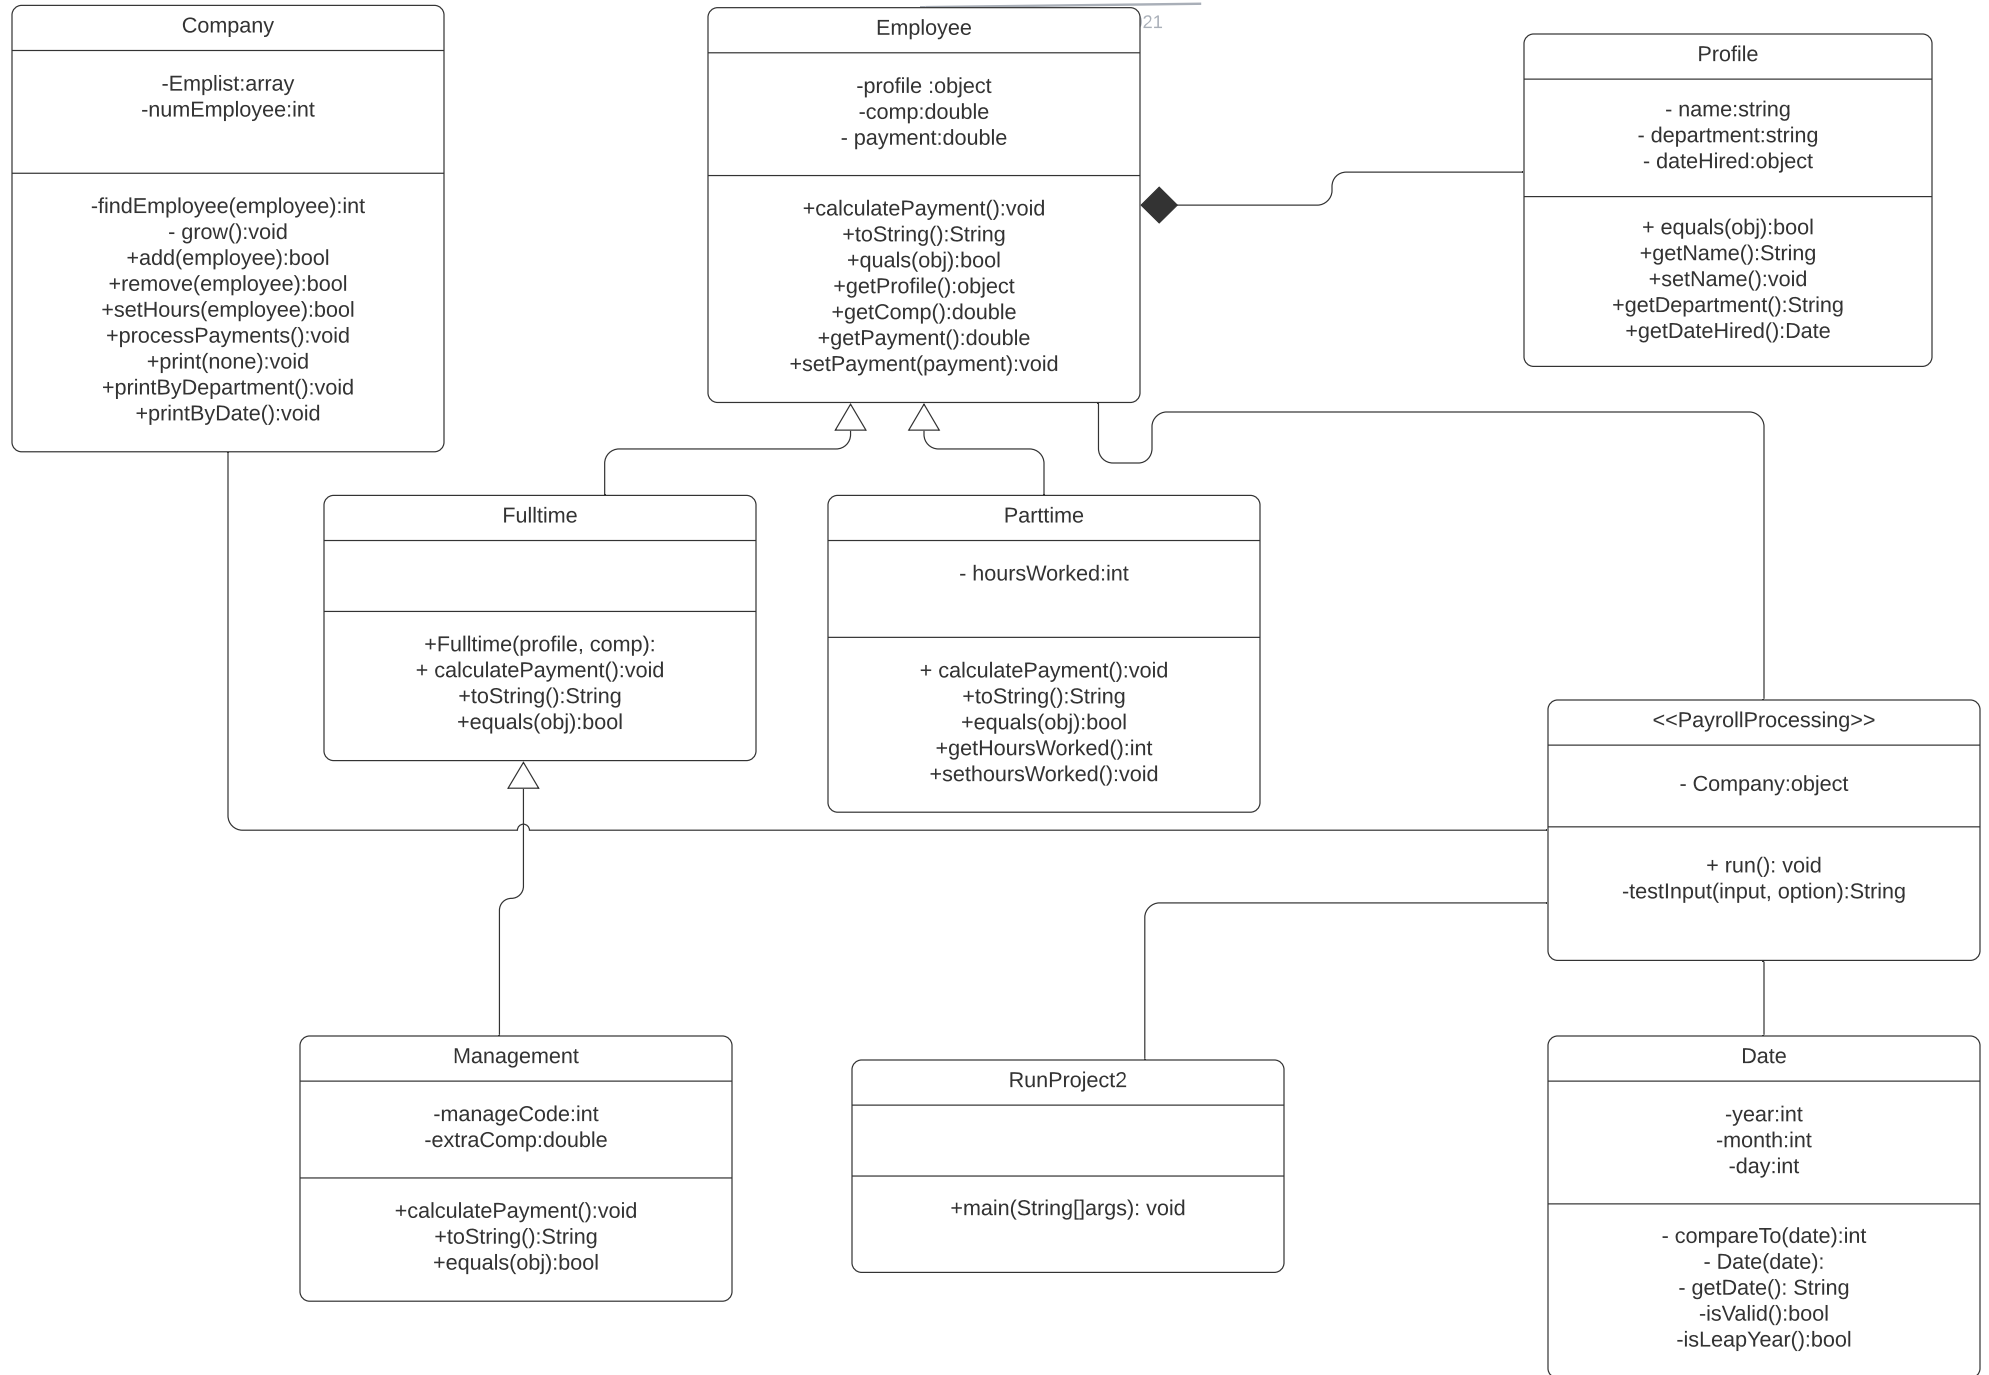 Company
-Emplist:array
-numEmployee:int
-findEmployee(employee):int
- grow():void
+add(employee):bool
+remove(employee):bool
+setHours(employee):bool
+processPayments():void
+print(none):void
+printByDepartment():void
+printByDate():void
21
Employee
-profile :object
-comp:double
- payment:double
+calculatePayment():void
+toString():String
+quals(obj):bool
+getProfile():object
+getComp():double
+getPayment():double
+setPayment(payment):void
Profile
- name:string
- department:string
- dateHired:object
+ equals(obj):bool
+getName():String
+setName():void
+getDepartment():String
+getDateHired():Date
Fulltime
+Fulltime(profile, comp):
+ calculatePayment():void
+toString():String
+equals(obj):bool
Parttime
- hoursWorked:int
+ calculatePayment():void
+toString():String
+equals(obj):bool
+getHoursWorked():int
+sethoursWorked():void
<<PayrollProcessing>>
- Company:object
+ run(): void
-testInput(input, option):String
Management
-manageCode:int
-extraComp:double
+calculatePayment():void
+toString():String
+equals(obj):bool
RunProject2
+main(String[]args): void
Date
-year:int
-month:int
-day:int
- compareTo(date):int
- Date(date):
- getDate(): String
-isValid():bool
-isLeapYear():bool